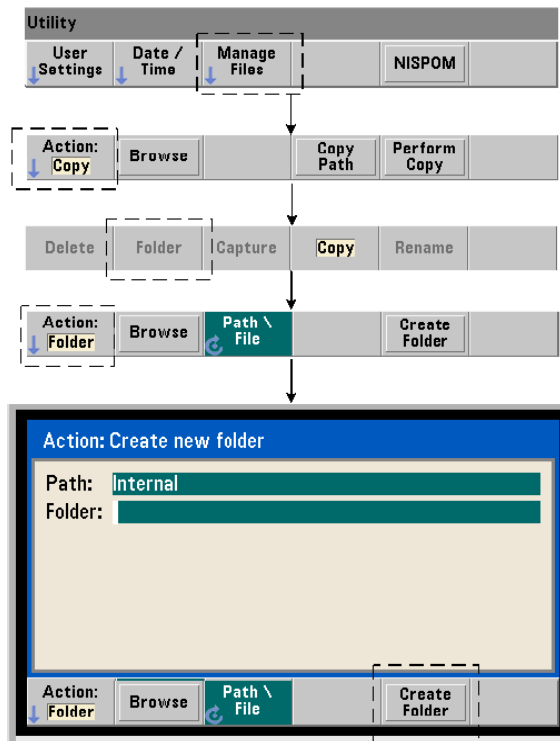 Utility
User Settings
Date / Time
Manage Files
NISPOM
Action: Copy
Browse
Copy Path
Perform Copy
Delete
Folder
Capture
Copy
Rename
Action: Folder
Browse
Path \ File
Create Folder
Action: Create new folder
Path: Internal
Folder:
Action: Folder
Browse
Path \ File
Create Folder